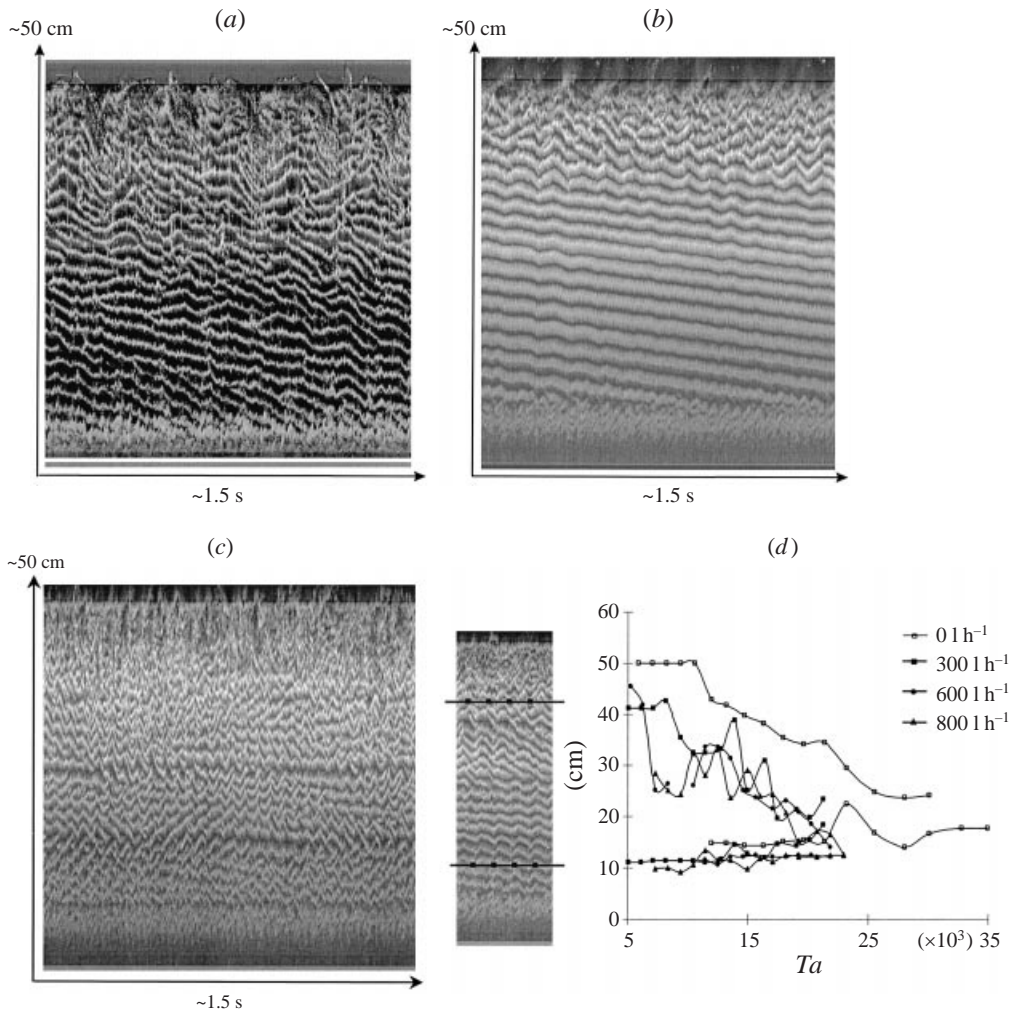 (a)
~50 cm
~1.5 s
(b)
~50 cm
~1.5 s
(c)
~50 cm
~1.5 s
(d)
60
50
40
30
20
10
0
(cm)
5
15
25
(×10³) 35
Ta
0 l h⁻¹
300 l h⁻¹
600 l h⁻¹
800 l h⁻¹